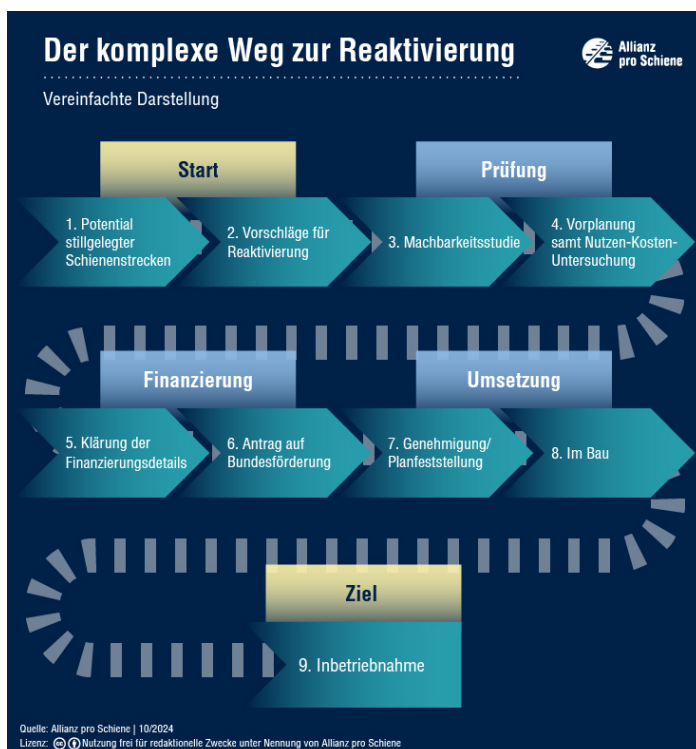 Der komplexe Weg zur Reaktivierung
Allianz
pro Schiene
Vereinfachte Darstellung
Start
Prüfung
1. Potential
stillgelegter
Schienenstrecken
2. Vorschläge für
Reaktivierung
3. Machbarkeitsstudie
4. Vorplanung
samt Nutzen-Kosten-
Untersuchung
Finanzierung
Umsetzung
5. Klärung der
Finanzierungsdetails
6. Antrag auf
Bundesförderung
7. Genehmigung/
Planfeststellung
8. Im Bau
Ziel
9. Inbetriebnahme
Quelle: Allianz pro Schiene | 10/2024
Lizenz: cc Nutzung frei für redaktionelle Zwecke unter Nennung von Allianz pro Schiene